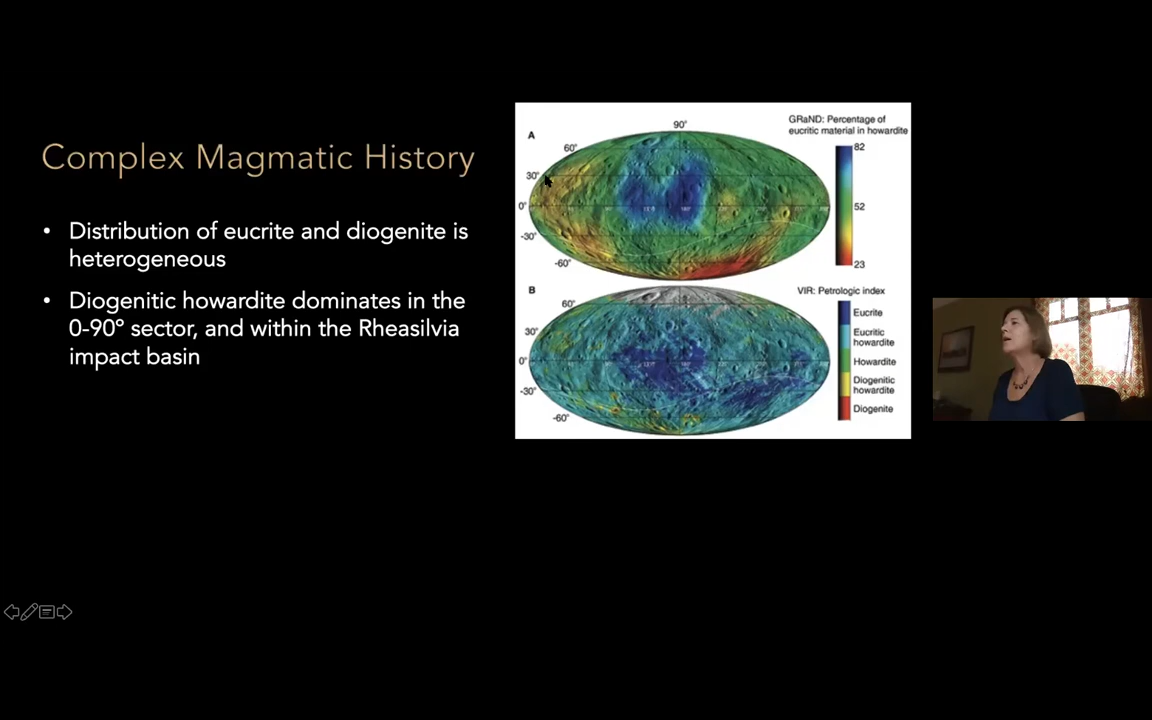 Complex Magmatic History
• Distribution of eucrite and diogenite is
heterogeneous
• Diogenitic howardite dominates in the
0-90º sector, and within the Rheasilvia
impact basin
A
90°
60°
30°
0°
-30°
-60°
180°
GRaND: Percentage of
eucritic material in howardite
82
52
23
B
60°
30°
0°
-30°
-60°
VIR: Petrologic index
Eucrite
Eucritic
howardite
Howardite
Diogenitic
howardite
Diogenite